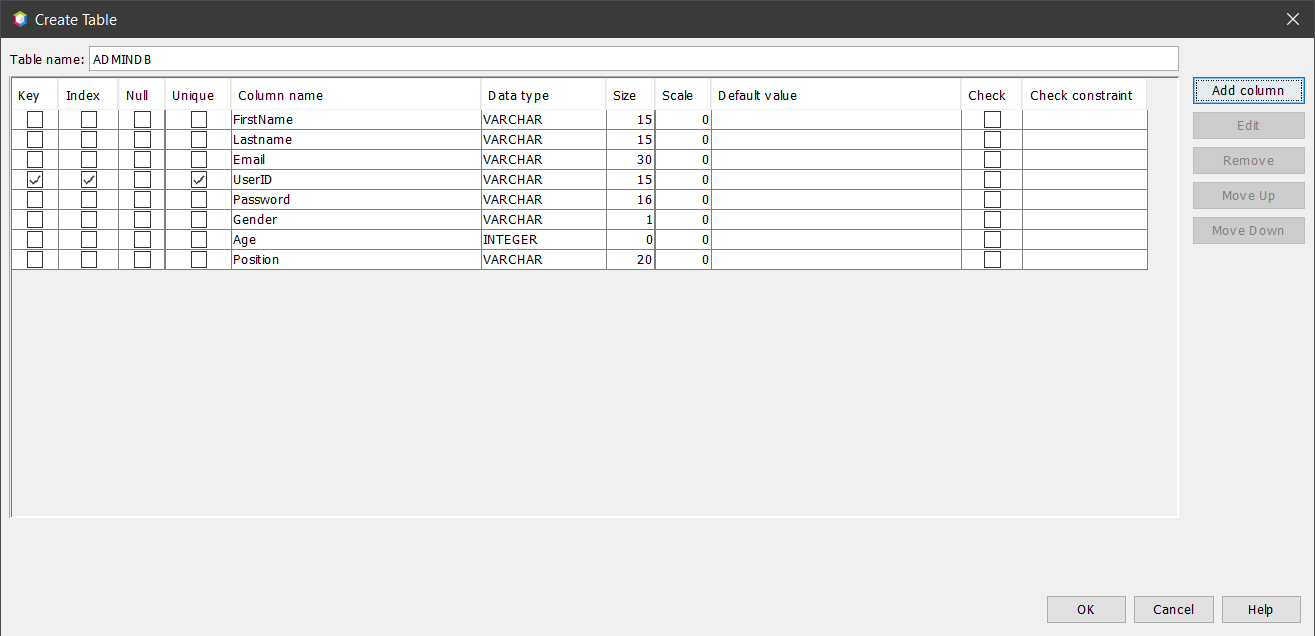 Create Table
Table name: ADMINDB
Key Index Null Unique Column name Data type Size Scale Default value Check Check constraint
FirstName VARCHAR 15 0
Lastname VARCHAR 15 0
Email VARCHAR 30 0
UserID VARCHAR 15 0
Password VARCHAR 16 0
Gender VARCHAR 1 0
Age INTEGER 0 0
Position VARCHAR 20 0
Add column
Edit
Remove
Move Up
Move Down
OK Cancel Help